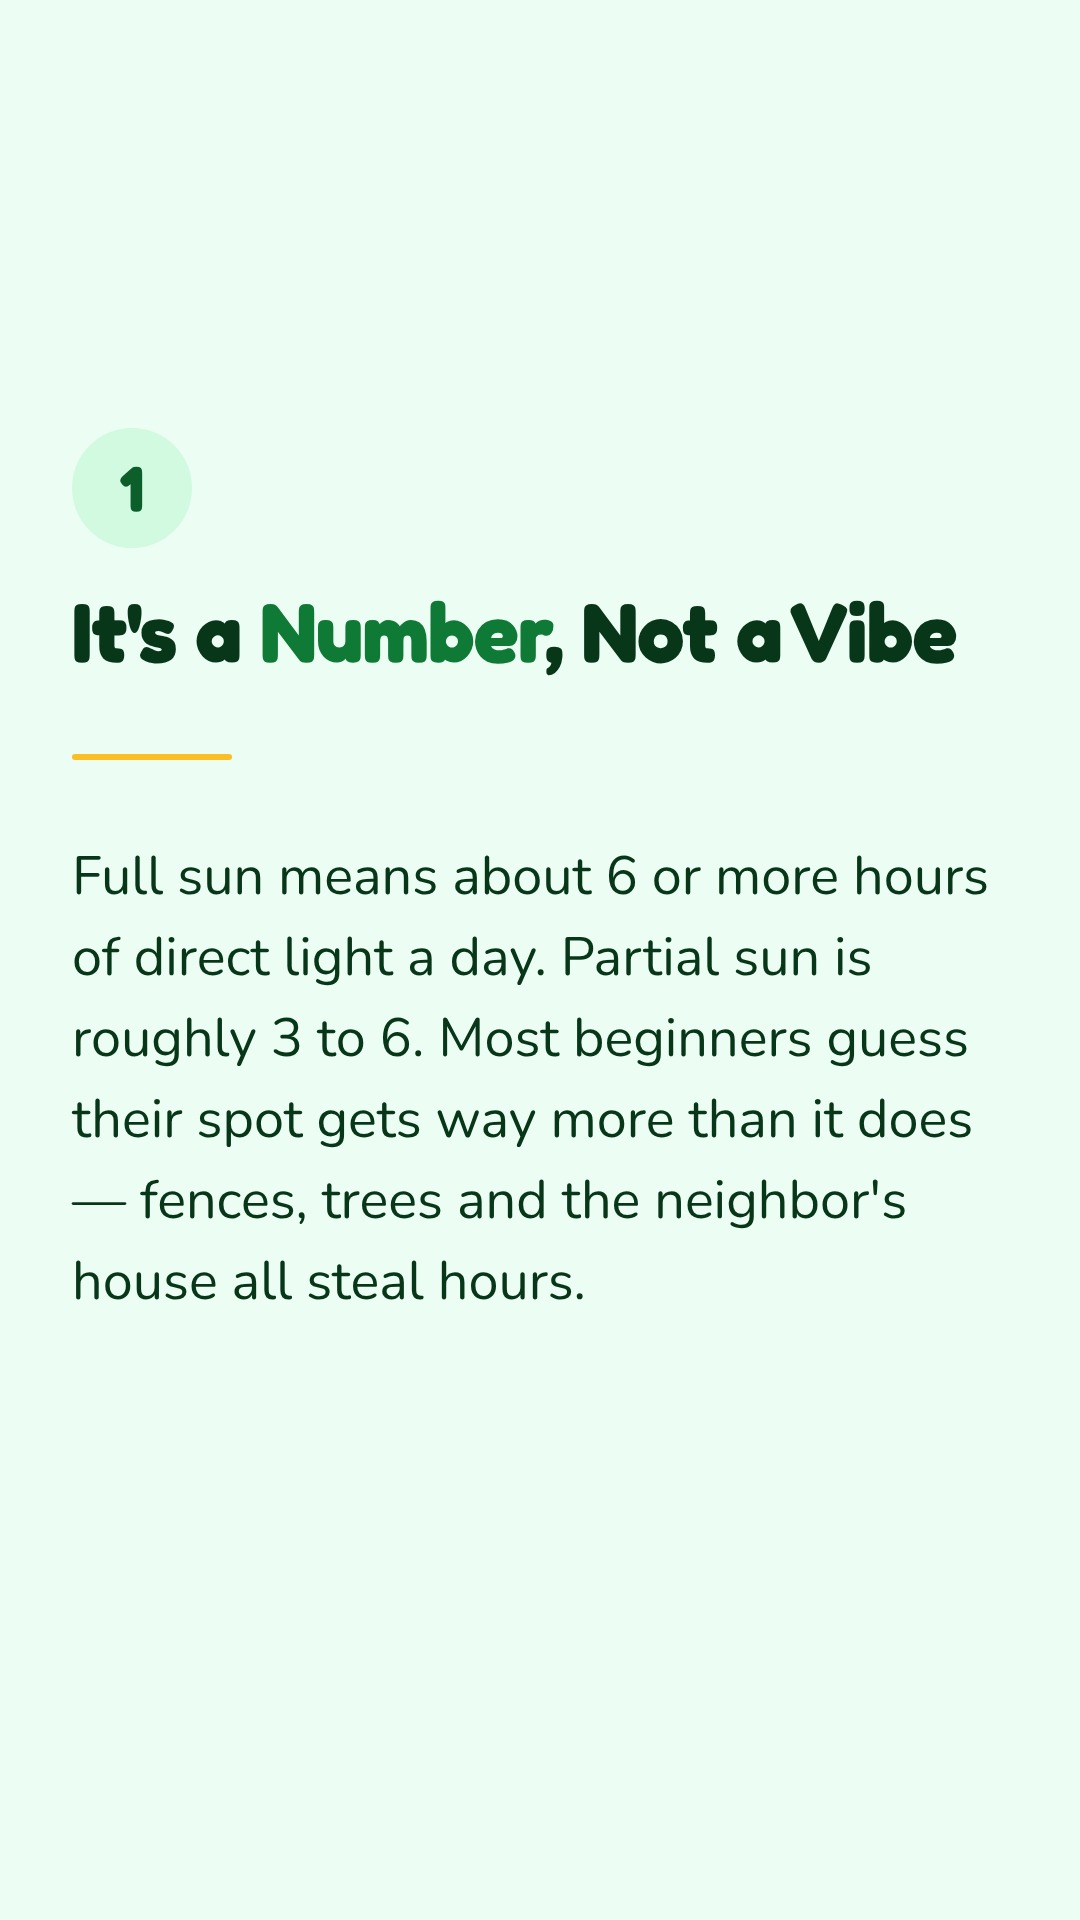 1
It's a Number, Not a Vibe
Full sun means about 6 or more hours
of direct light a day. Partial sun is
roughly 3 to 6. Most beginners guess
their spot gets way more than it does
— fences, trees and the neighbor's
house all steal hours.